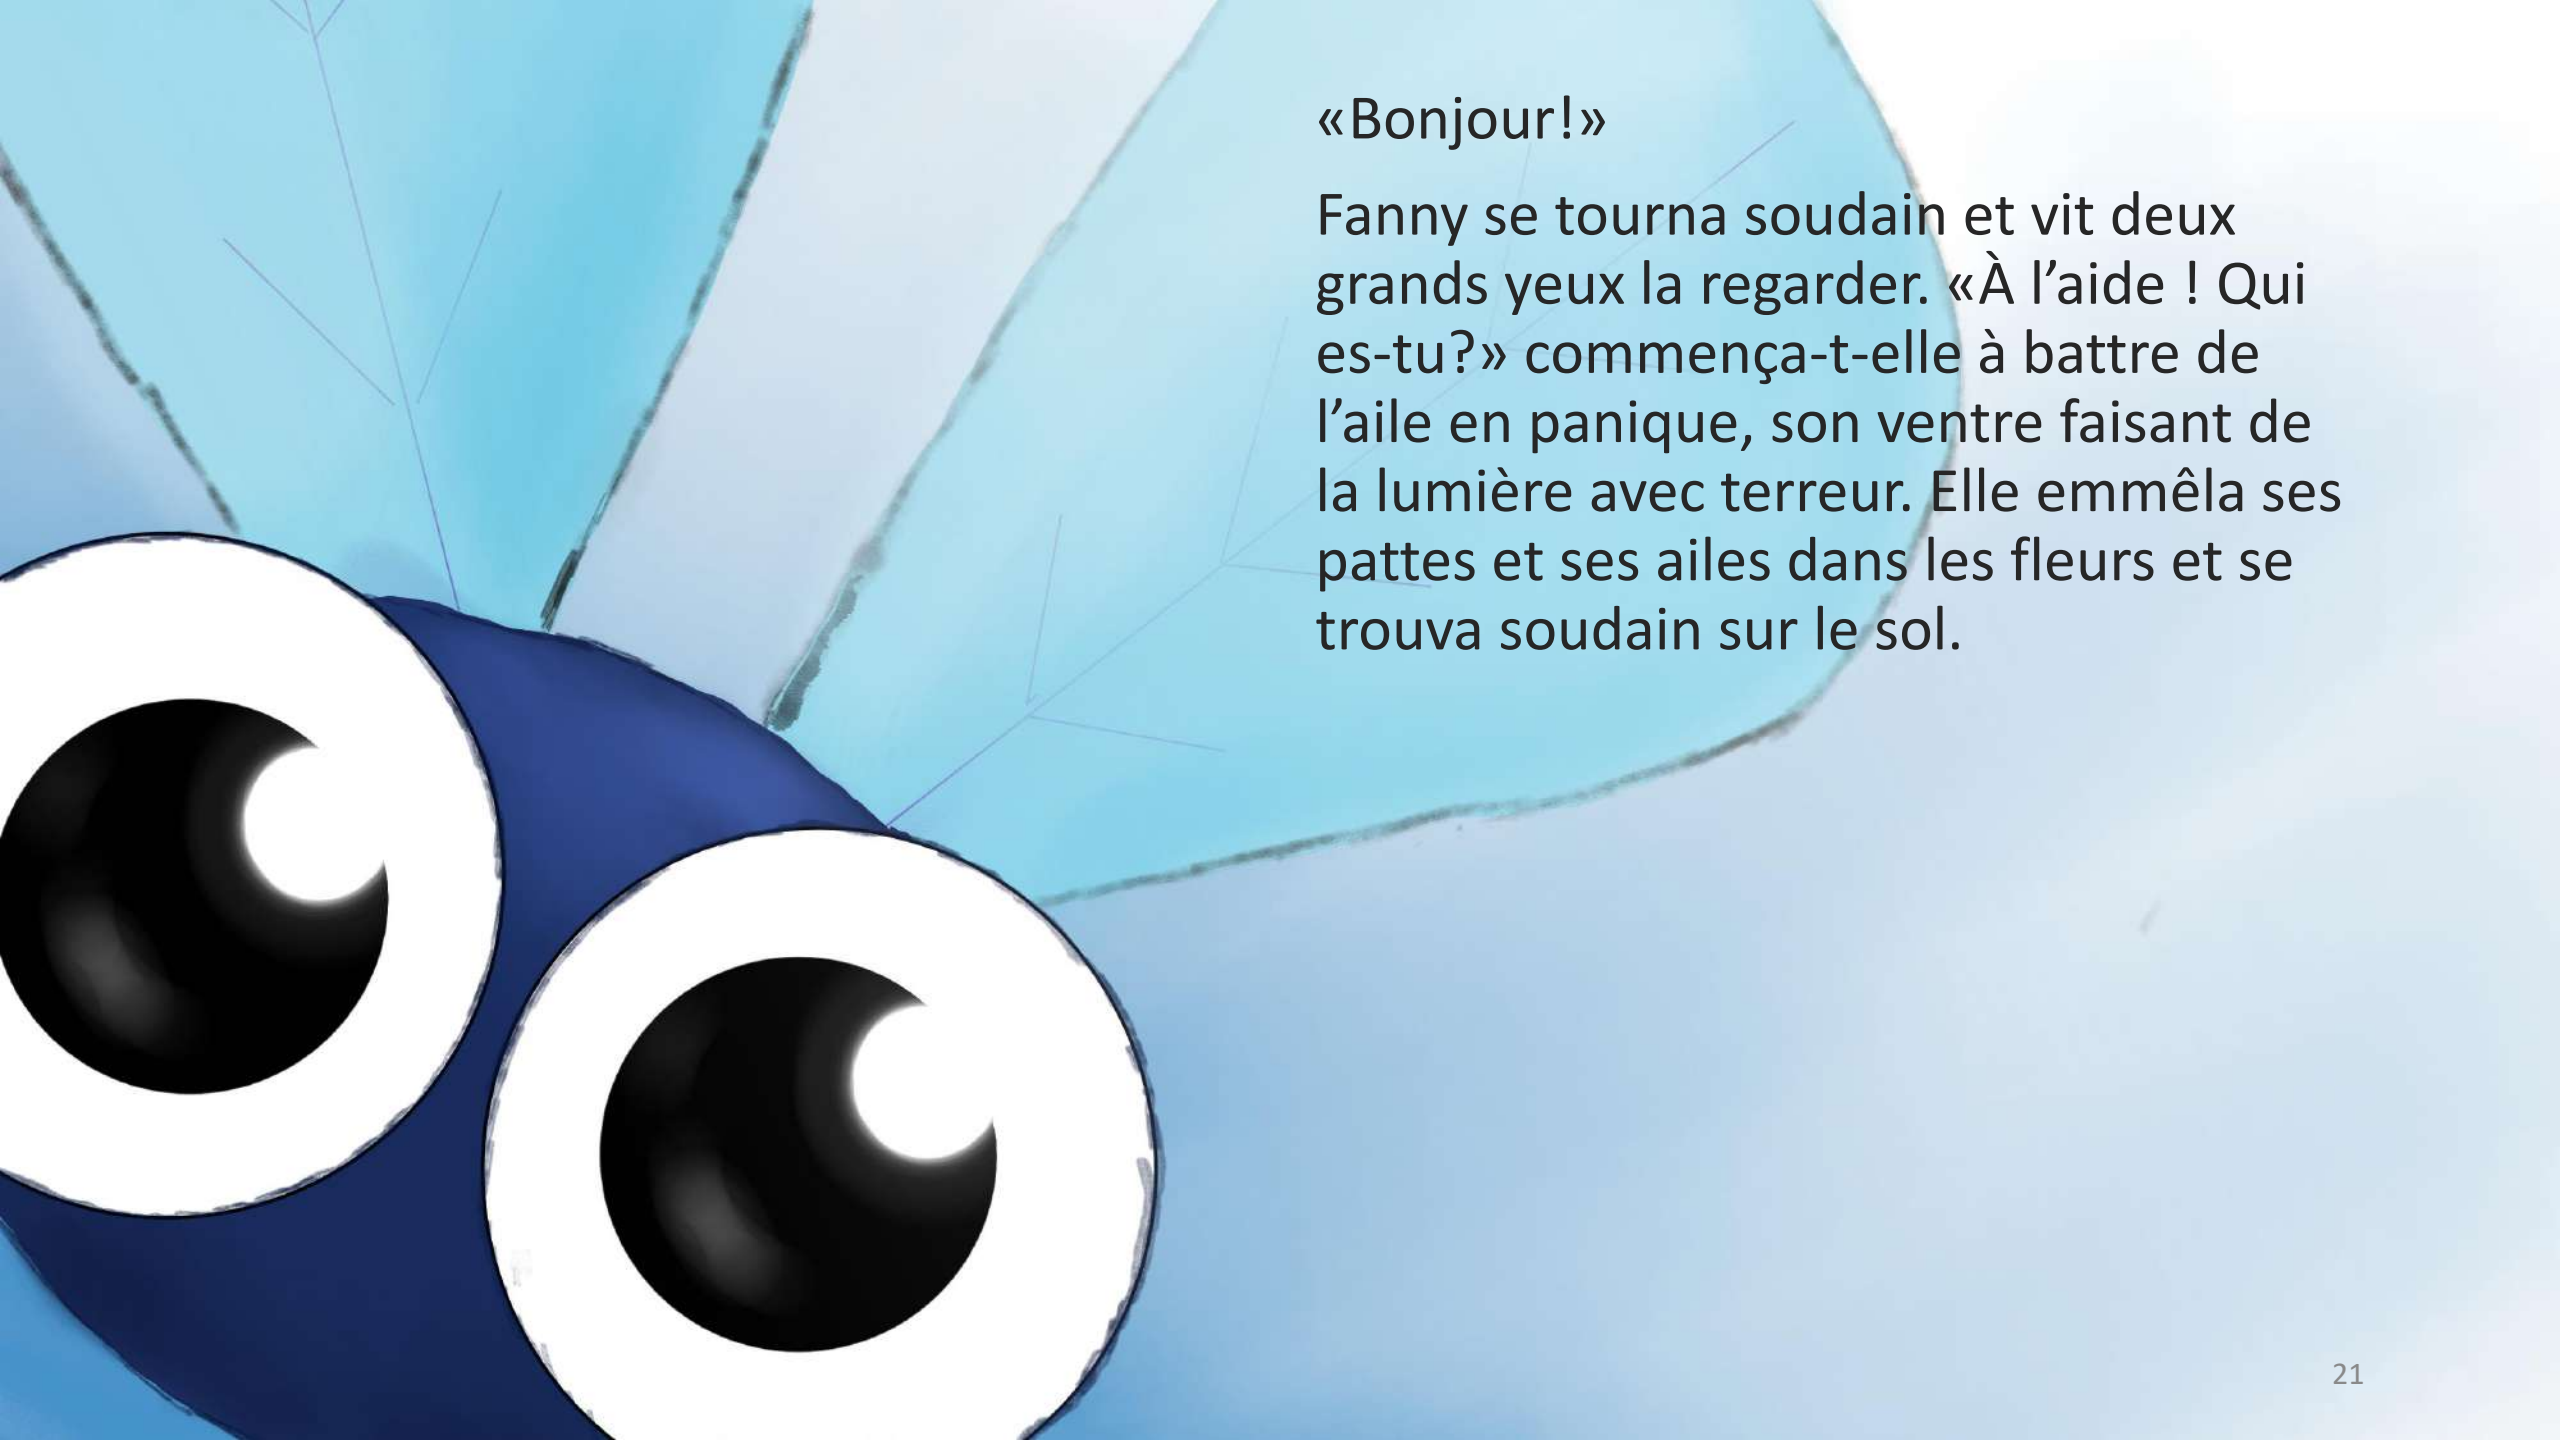 «Bonjour!»
Fanny se tourna soudain et vit deux
grands yeux la regarder. «À l’aide ! Qui
es-tu?» commença-t-elle à battre de
l’aile en panique, son ventre faisant de
la lumière avec terreur. Elle emmêla ses
pattes et ses ailes dans les fleurs et se
trouva soudain sur le sol.
21